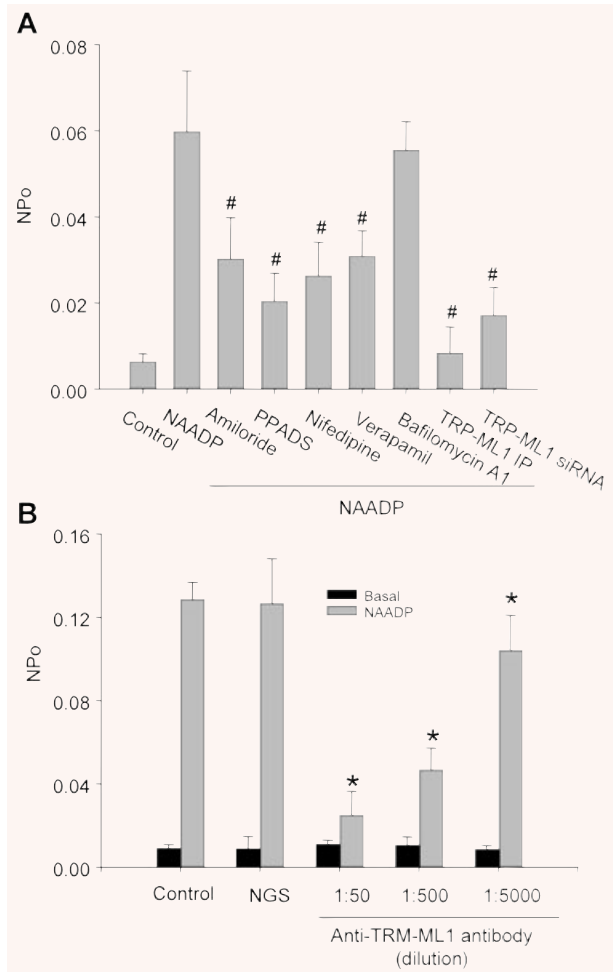 A
0.08
0.06
0.04
0.02
0.00
NPo
# # # # # #
Control
NAADP
Amiloride
PPADS
Nifedipine
Verapamil
Bafilomycin A1
TRP-ML1 IP
TRP-ML1 siRNA
NAADP
B
0.16
0.12
0.08
0.04
0.00
NPo
Basal
NAADP
* * *
Control NGS 1:50 1:500 1:5000
Anti-TRM-ML1 antibody
(dilution)